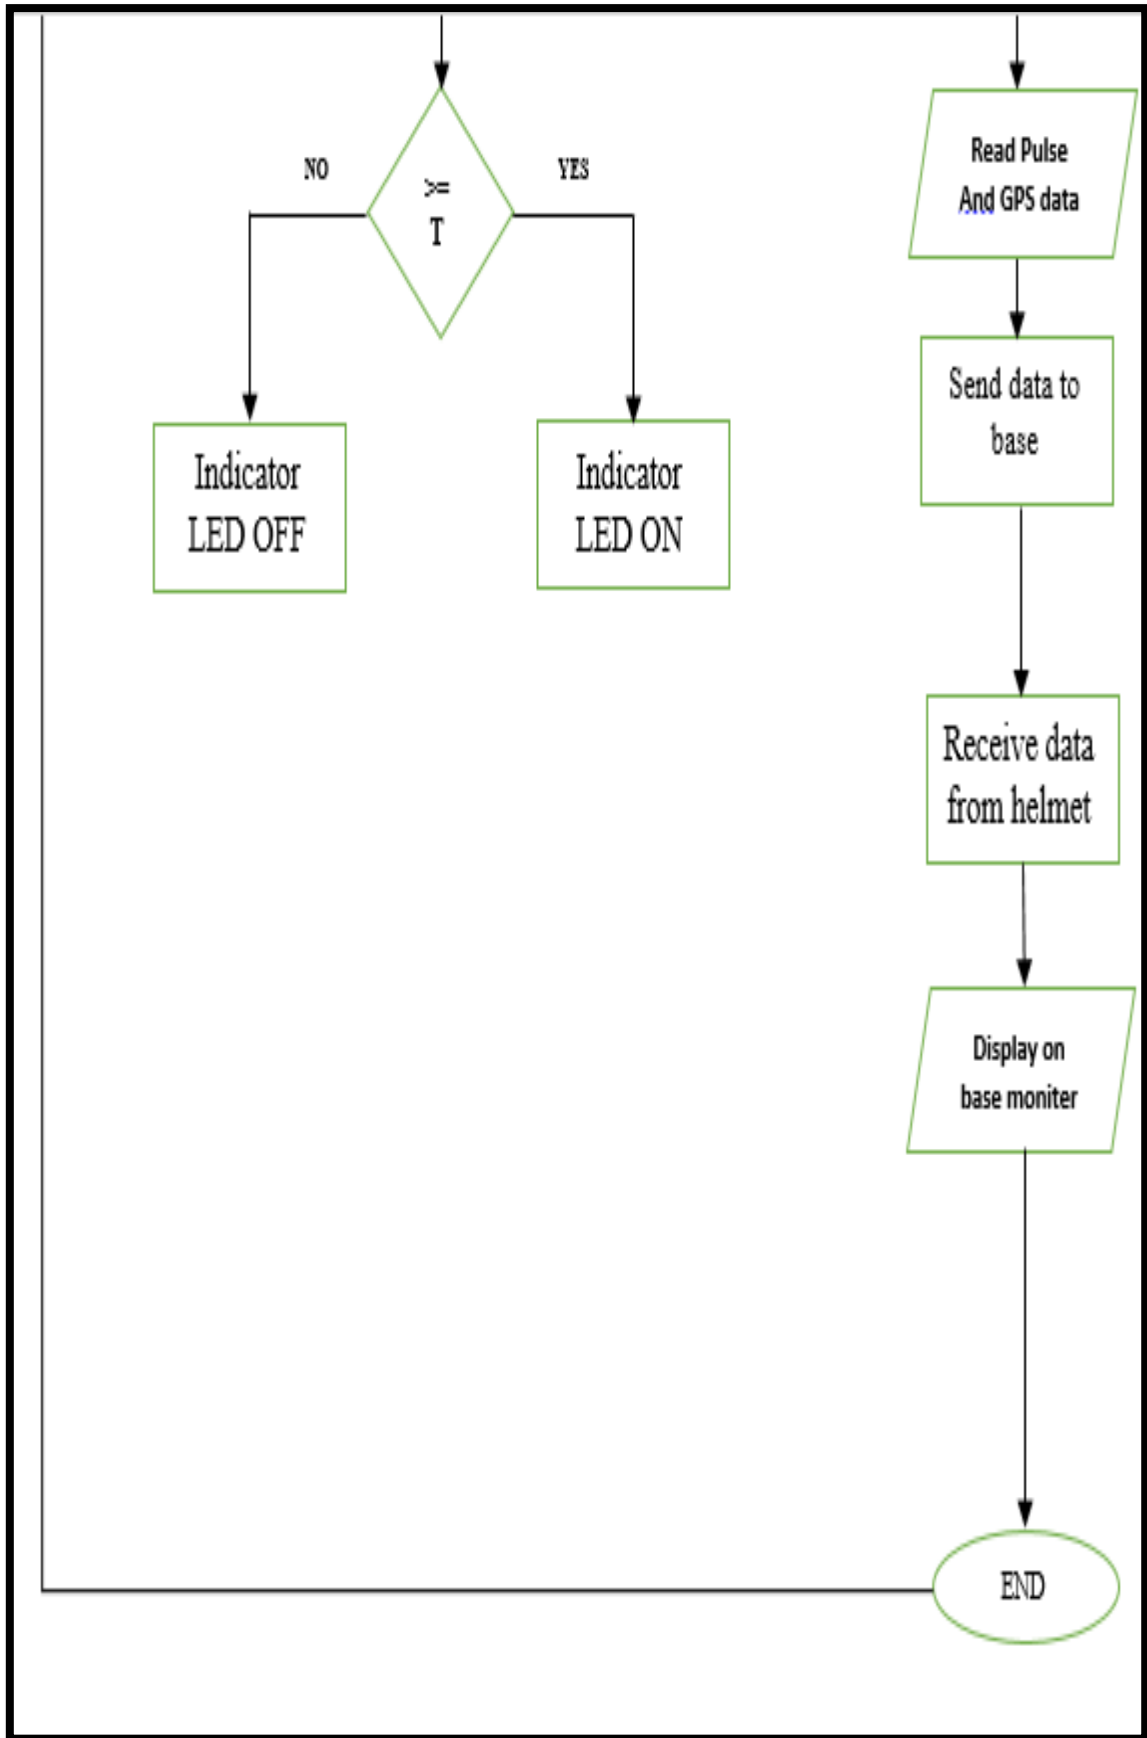 NO
YES
>=
T
Read Pulse
And GPS data
Send data to
base
Indicator
LED OFF
Indicator
LED ON
Receive data
from helmet
Display on
base moniter
END